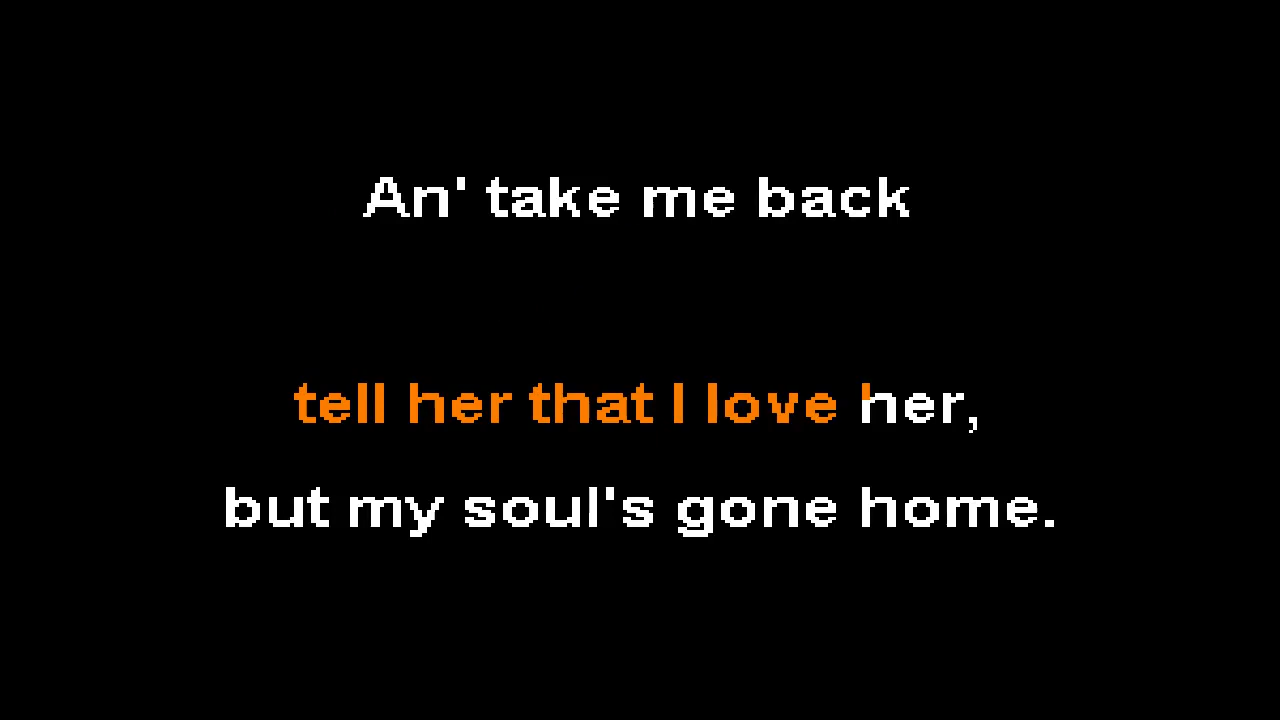 An' take me back
tell her that I love her,
but my soul's gone home.